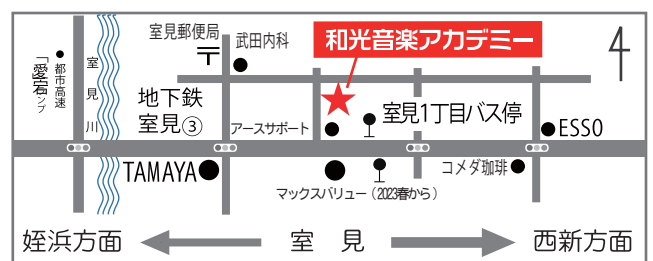 室見郵便局
〒
武田内科
和光音楽アカデミー
都市高速
「愛宕」
ランプ
室見川
地下鉄
室見③
アースサポート
室見1丁目バス停
ESSO
TAMAYA
コメダ珈琲
マックスバリュー（2023春から）
姪浜方面
室見
西新方面